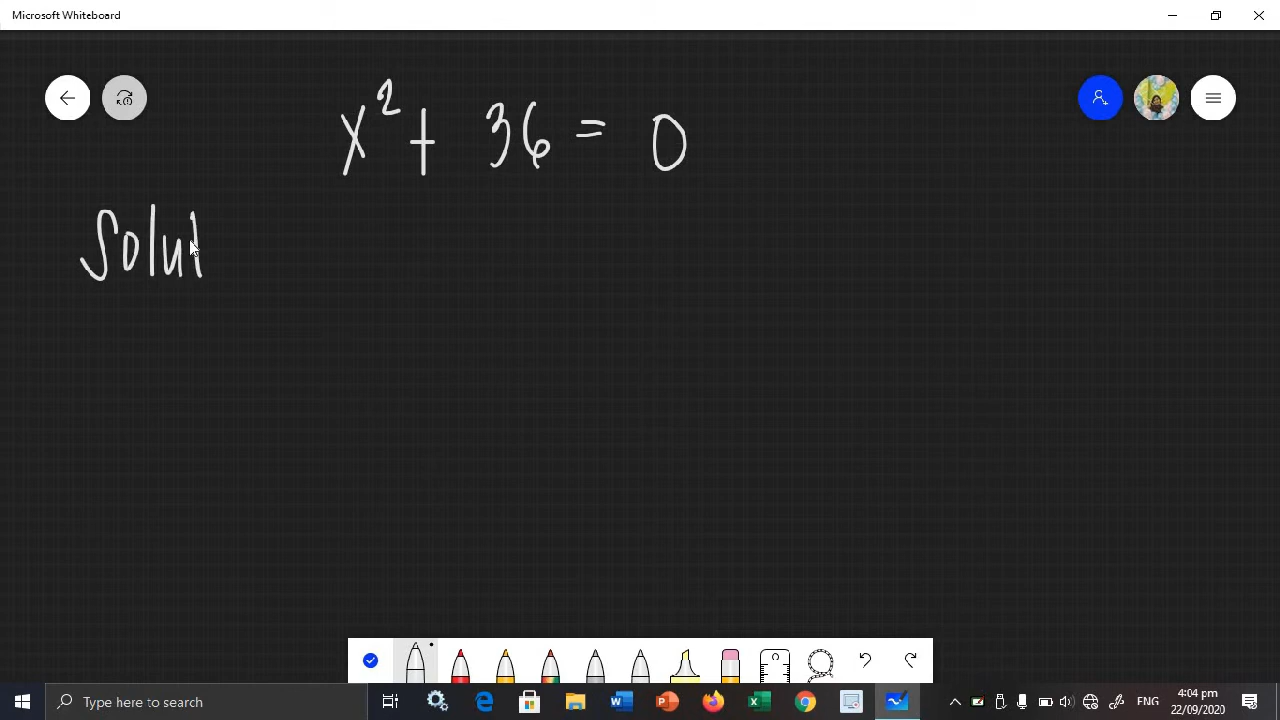 Microsoft Whiteboard
x² + 36 = 0
Solut
Type here to search
ENG
4:04 pm
22/09/2020